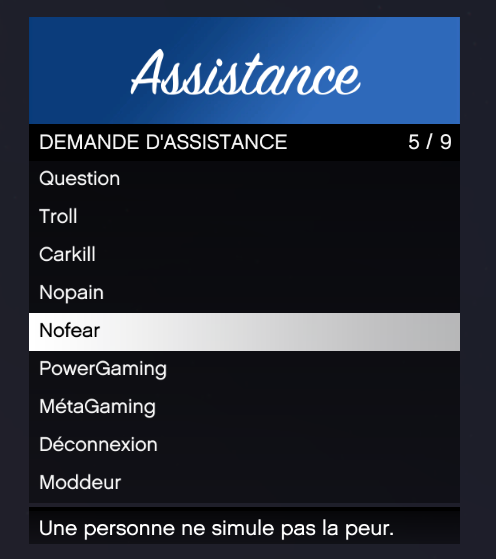 Assistance
DEMANDE D'ASSISTANCE 5 / 9
Question
Troll
Carkill
Nopain
Nofear
PowerGaming
MétaGaming
Déconnexion
Moddeur
Une personne ne simule pas la peur.